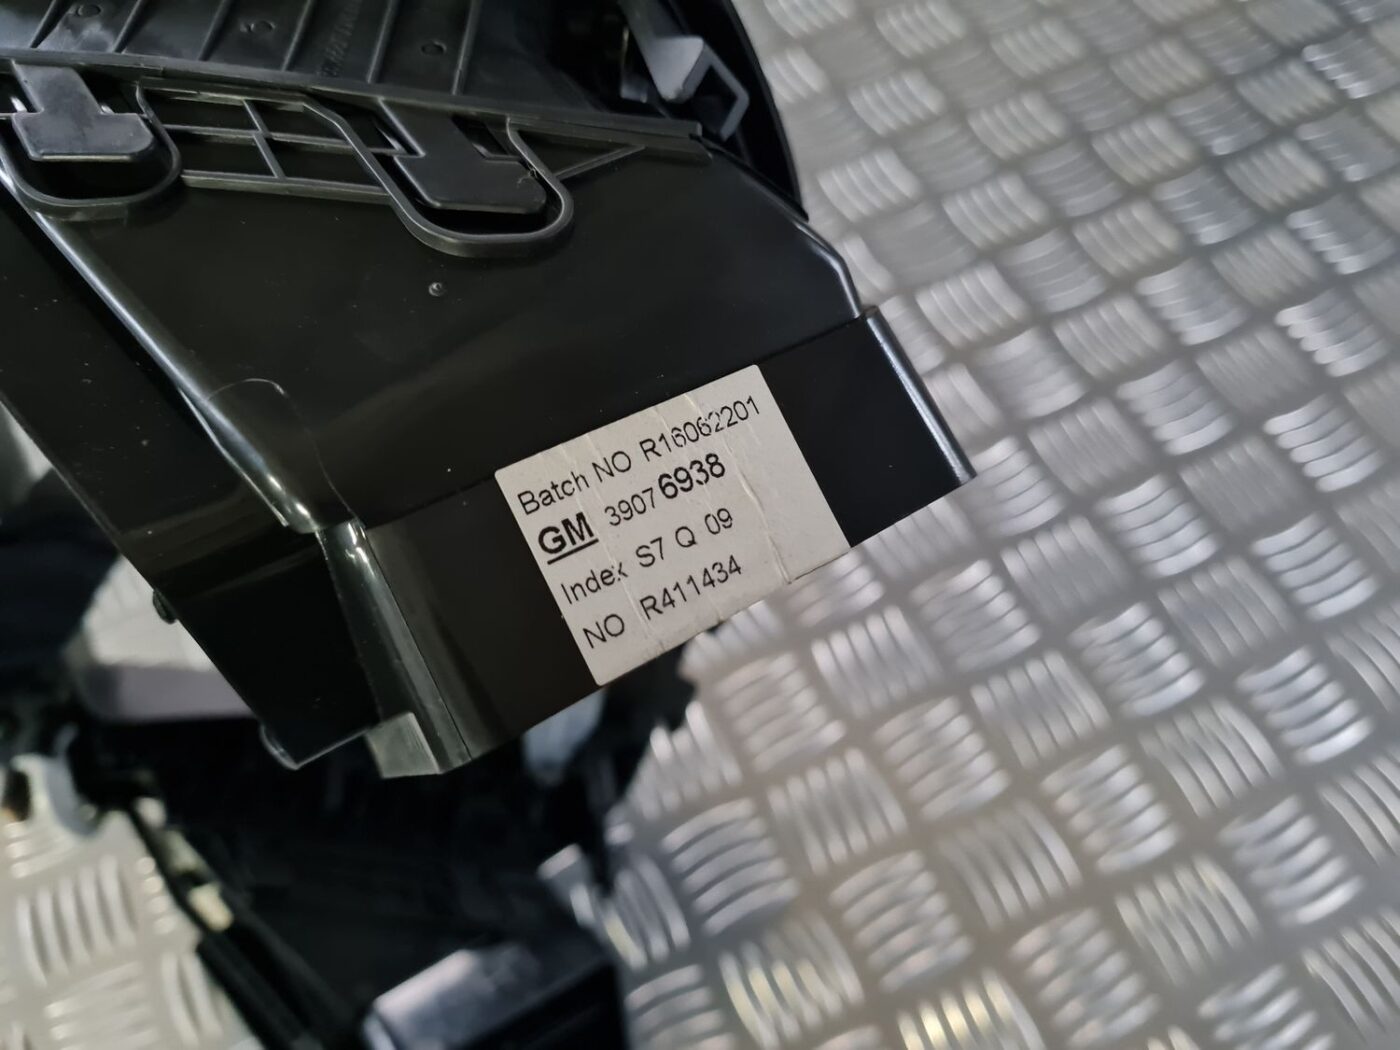 Batch NO R16062201
GM 39076938
Index S7 Q 09
NO R411434